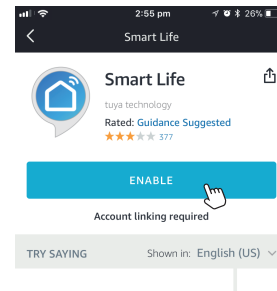 2:55 pm
26%
Smart Life
Smart Life
tuya technology
Rated: Guidance Suggested
377
ENABLE
Account linking required
TRY SAYING
Shown in: English (US)